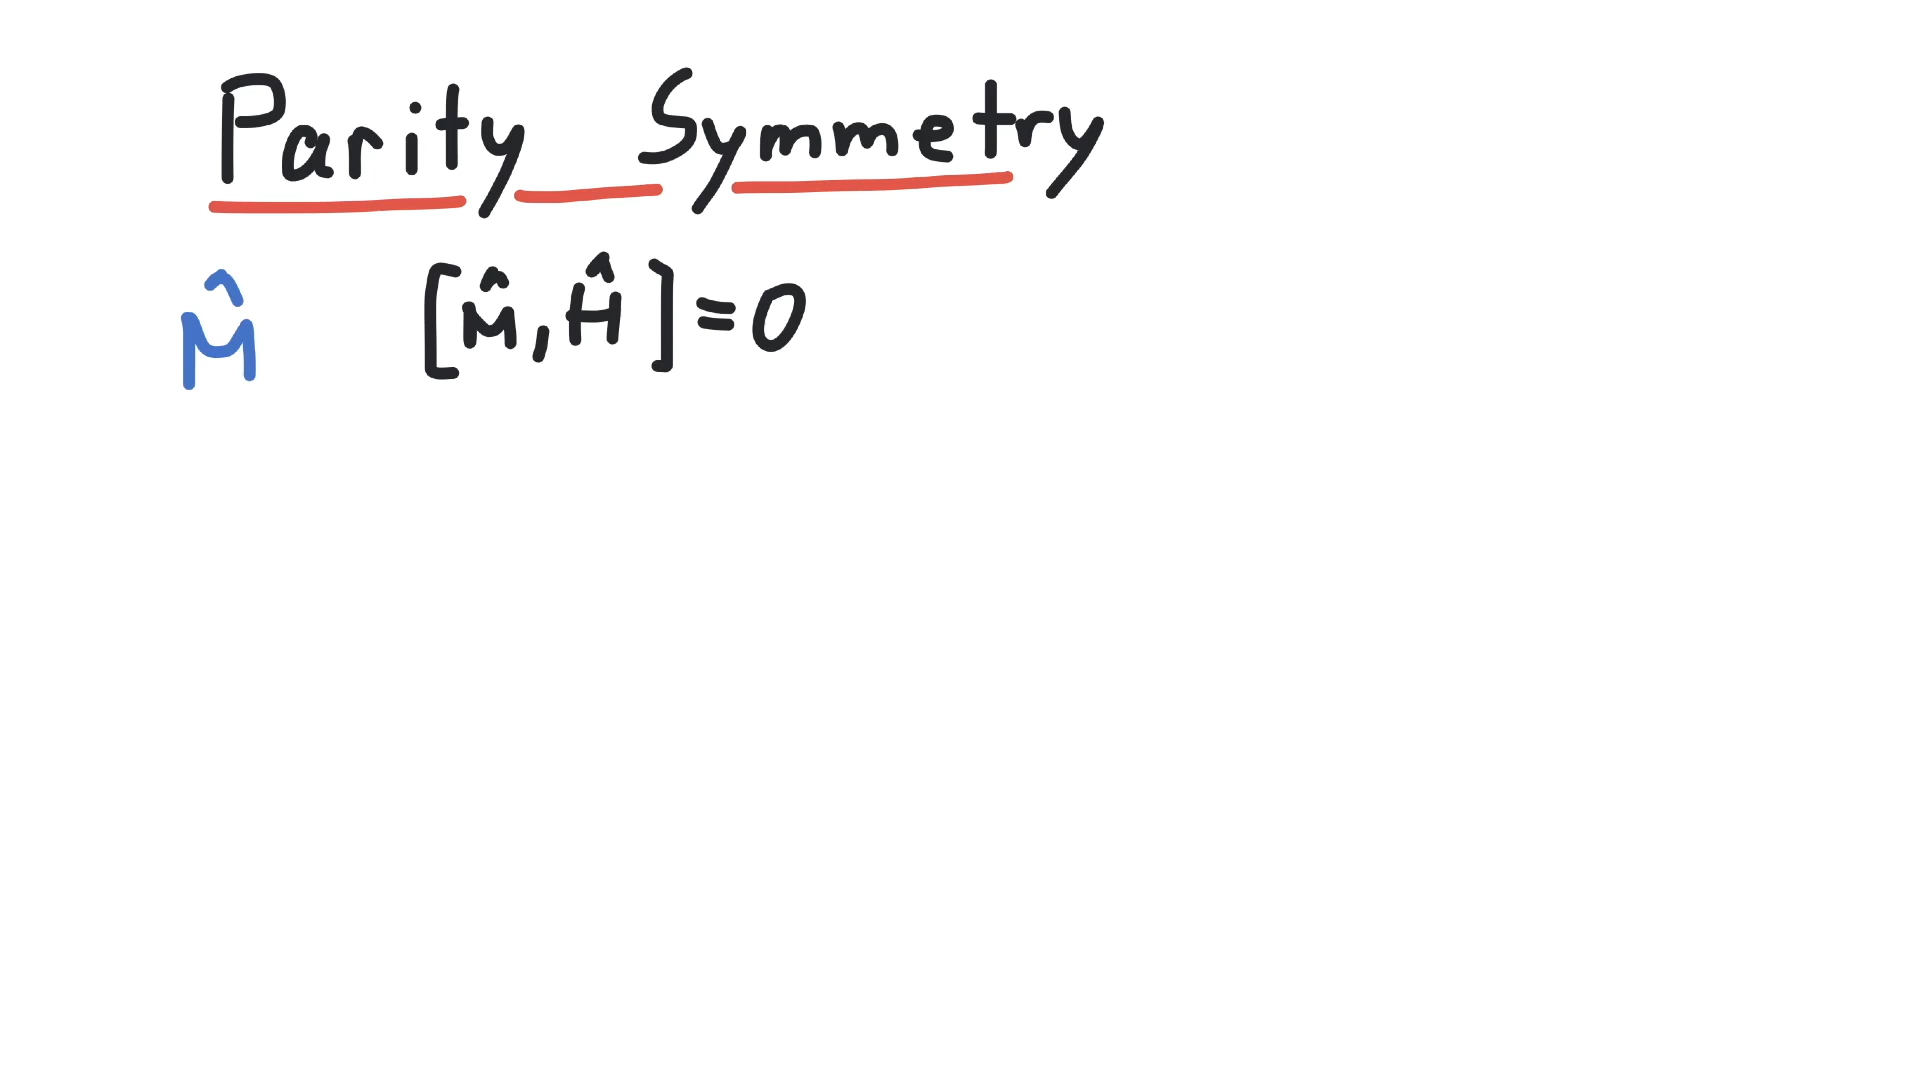 Parity Symmetry
M̂ [M̂, Ĥ] = 0